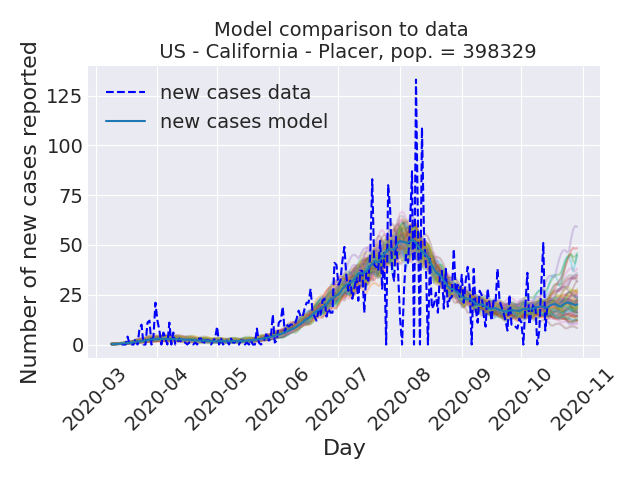 Model comparison to data
US - California - Placer, pop. = 398329
Number of new cases reported
125
100
75
50
25
0
new cases data
new cases model
2020-03
2020-04
2020-05
2020-06
2020-07
2020-08
2020-09
2020-10
2020-11
Day